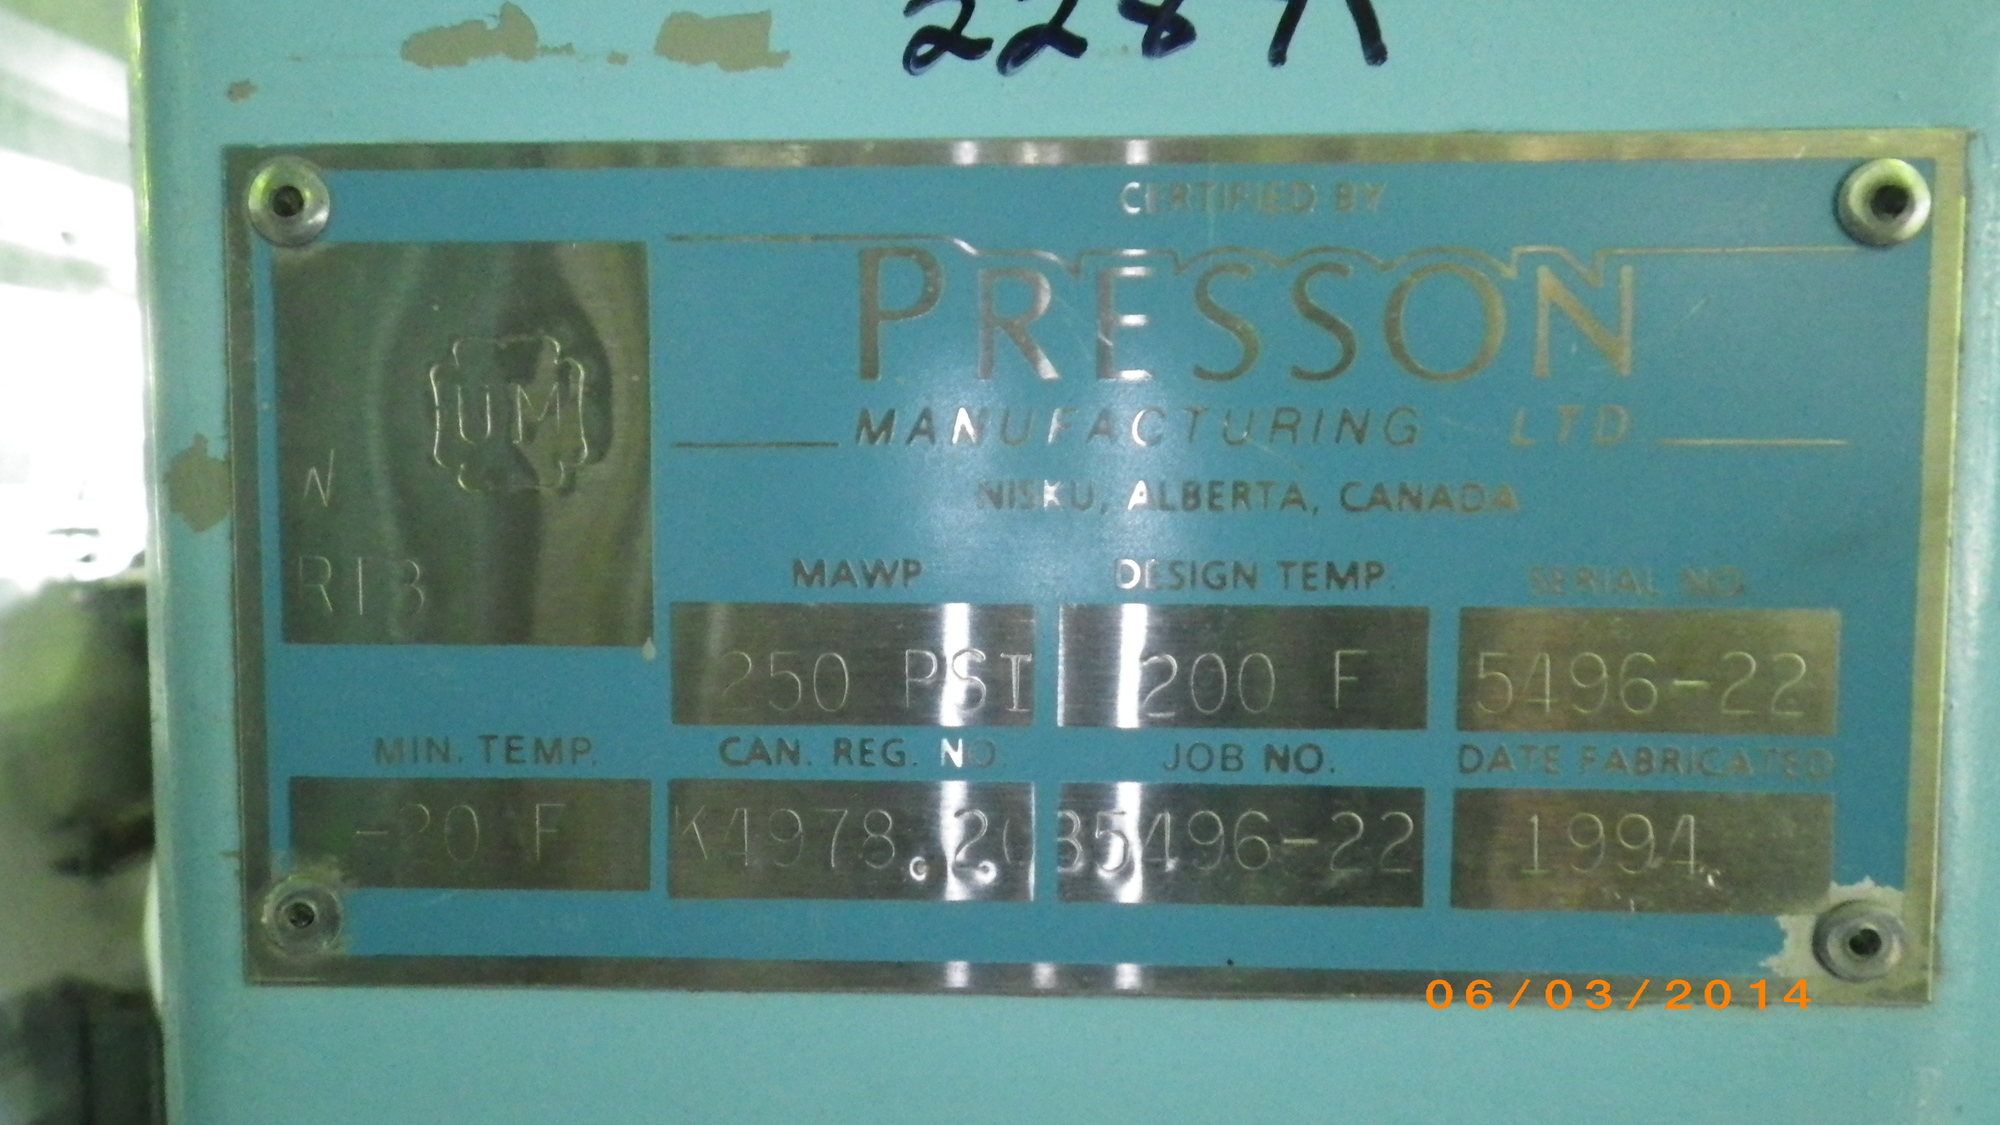 CERTIFIED BY
PRESSON
MANUFACTURING LTD
NISKU, ALBERTA, CANADA
UM
W
RT3
MAWP DESIGN TEMP. SERIAL NO.
250 PSI 200 F 5496-22
MIN. TEMP. CAN. REG. NO. JOB NO. DATE FABRICATED
-20 F 5496-22 1994
06/03/2014